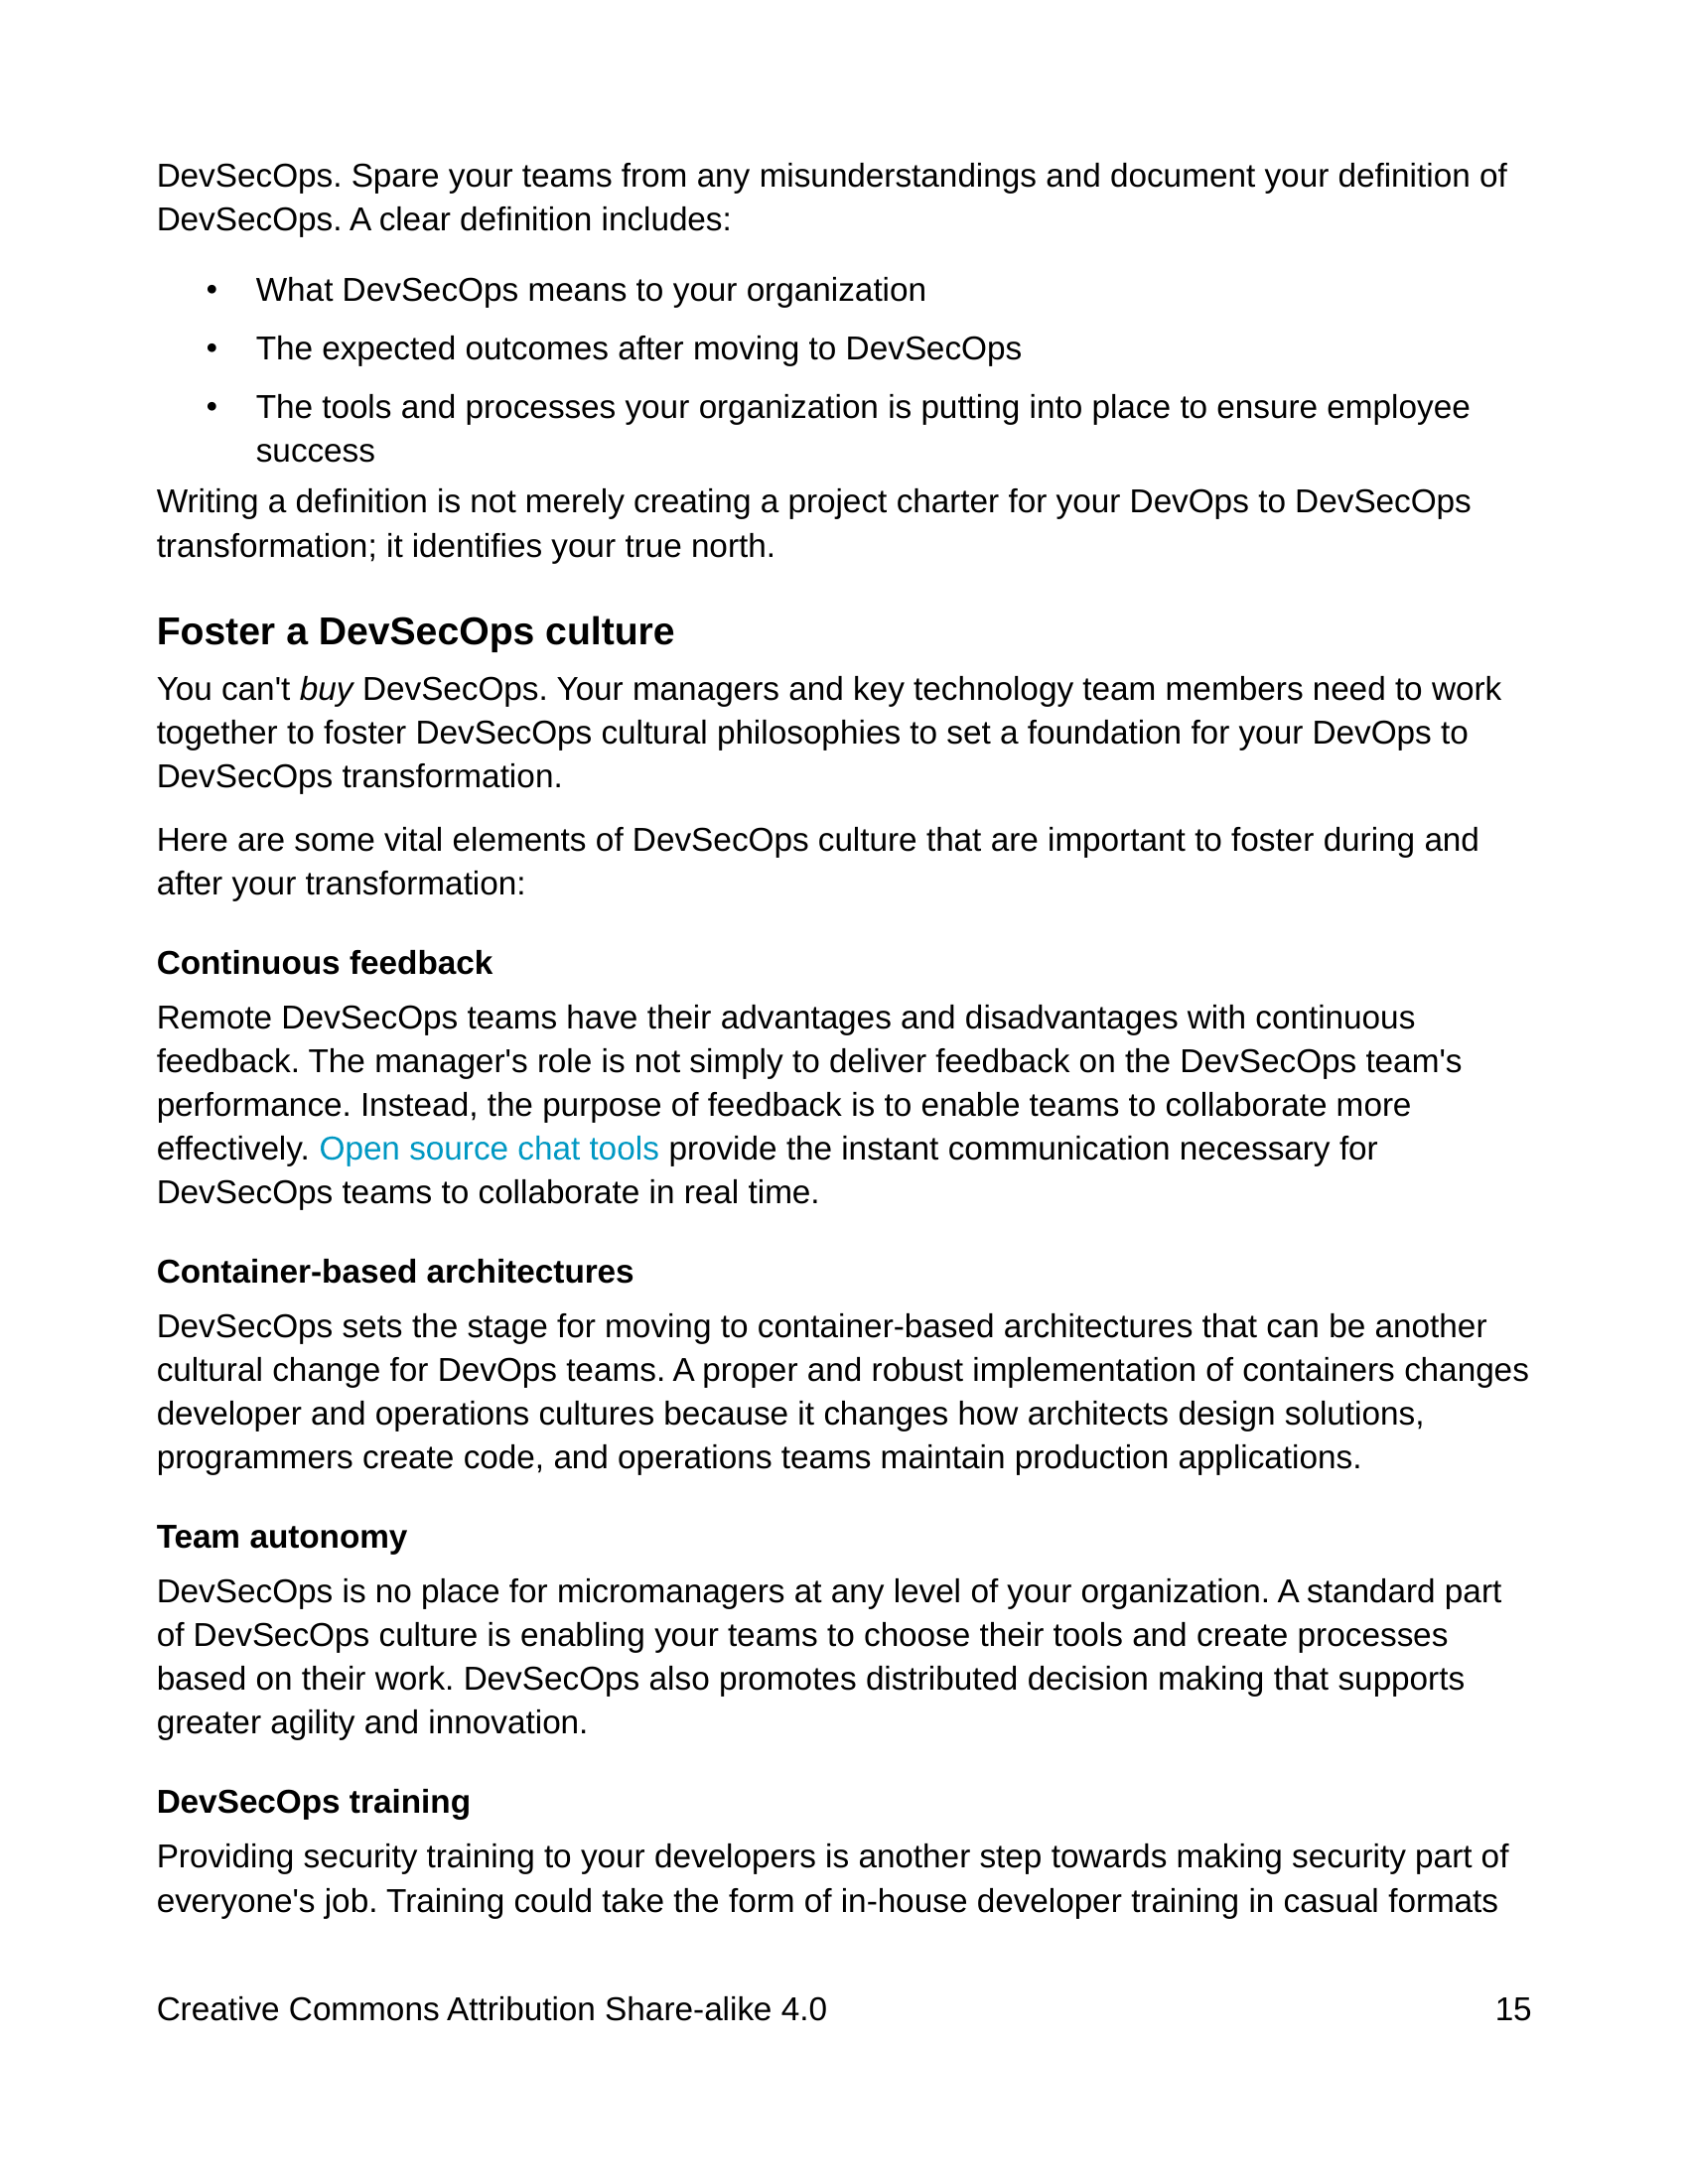 DevSecOps. Spare your teams from any misunderstandings and document your definition of
DevSecOps. A clear definition includes:
• What DevSecOps means to your organization
• The expected outcomes after moving to DevSecOps
• The tools and processes your organization is putting into place to ensure employee
success
Writing a definition is not merely creating a project charter for your DevOps to DevSecOps
transformation; it identifies your true north.
Foster a DevSecOps culture
You can't buy DevSecOps. Your managers and key technology team members need to work
together to foster DevSecOps cultural philosophies to set a foundation for your DevOps to
DevSecOps transformation.
Here are some vital elements of DevSecOps culture that are important to foster during and
after your transformation:
Continuous feedback
Remote DevSecOps teams have their advantages and disadvantages with continuous
feedback. The manager's role is not simply to deliver feedback on the DevSecOps team's
performance. Instead, the purpose of feedback is to enable teams to collaborate more
effectively. Open source chat tools provide the instant communication necessary for
DevSecOps teams to collaborate in real time.
Container-based architectures
DevSecOps sets the stage for moving to container-based architectures that can be another
cultural change for DevOps teams. A proper and robust implementation of containers changes
developer and operations cultures because it changes how architects design solutions,
programmers create code, and operations teams maintain production applications.
Team autonomy
DevSecOps is no place for micromanagers at any level of your organization. A standard part
of DevSecOps culture is enabling your teams to choose their tools and create processes
based on their work. DevSecOps also promotes distributed decision making that supports
greater agility and innovation.
DevSecOps training
Providing security training to your developers is another step towards making security part of
everyone's job. Training could take the form of in-house developer training in casual formats
Creative Commons Attribution Share-alike 4.0 15